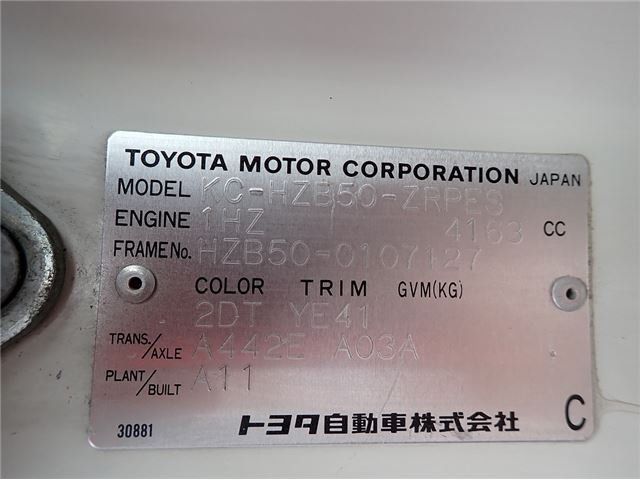 TOYOTA MOTOR CORPORATION JAPAN
MODEL KC-HZB50-ZRPES
ENGINE 1HZ 4163 CC
FRAME No. HZB50-0107127
COLOR TRIM GVM(KG)
2DT YE41
TRANS./AXLE A442E A03A
PLANT/BUILT A11
30881 トヨタ自動車株式会社 C